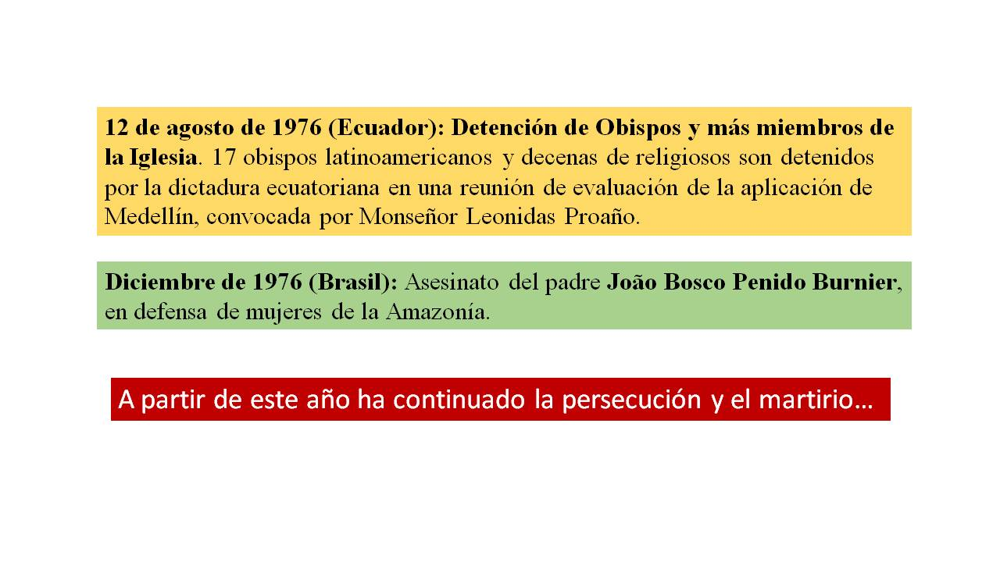 12 de agosto de 1976 (Ecuador): Detención de Obispos y más miembros de
la Iglesia. 17 obispos latinoamericanos y decenas de religiosos son detenidos
por la dictadura ecuatoriana en una reunión de evaluación de la aplicación de
Medellín, convocada por Monseñor Leonidas Proaño.
Diciembre de 1976 (Brasil): Asesinato del padre João Bosco Penido Burnier,
en defensa de mujeres de la Amazonía.
A partir de este año ha continuado la persecución y el martirio...